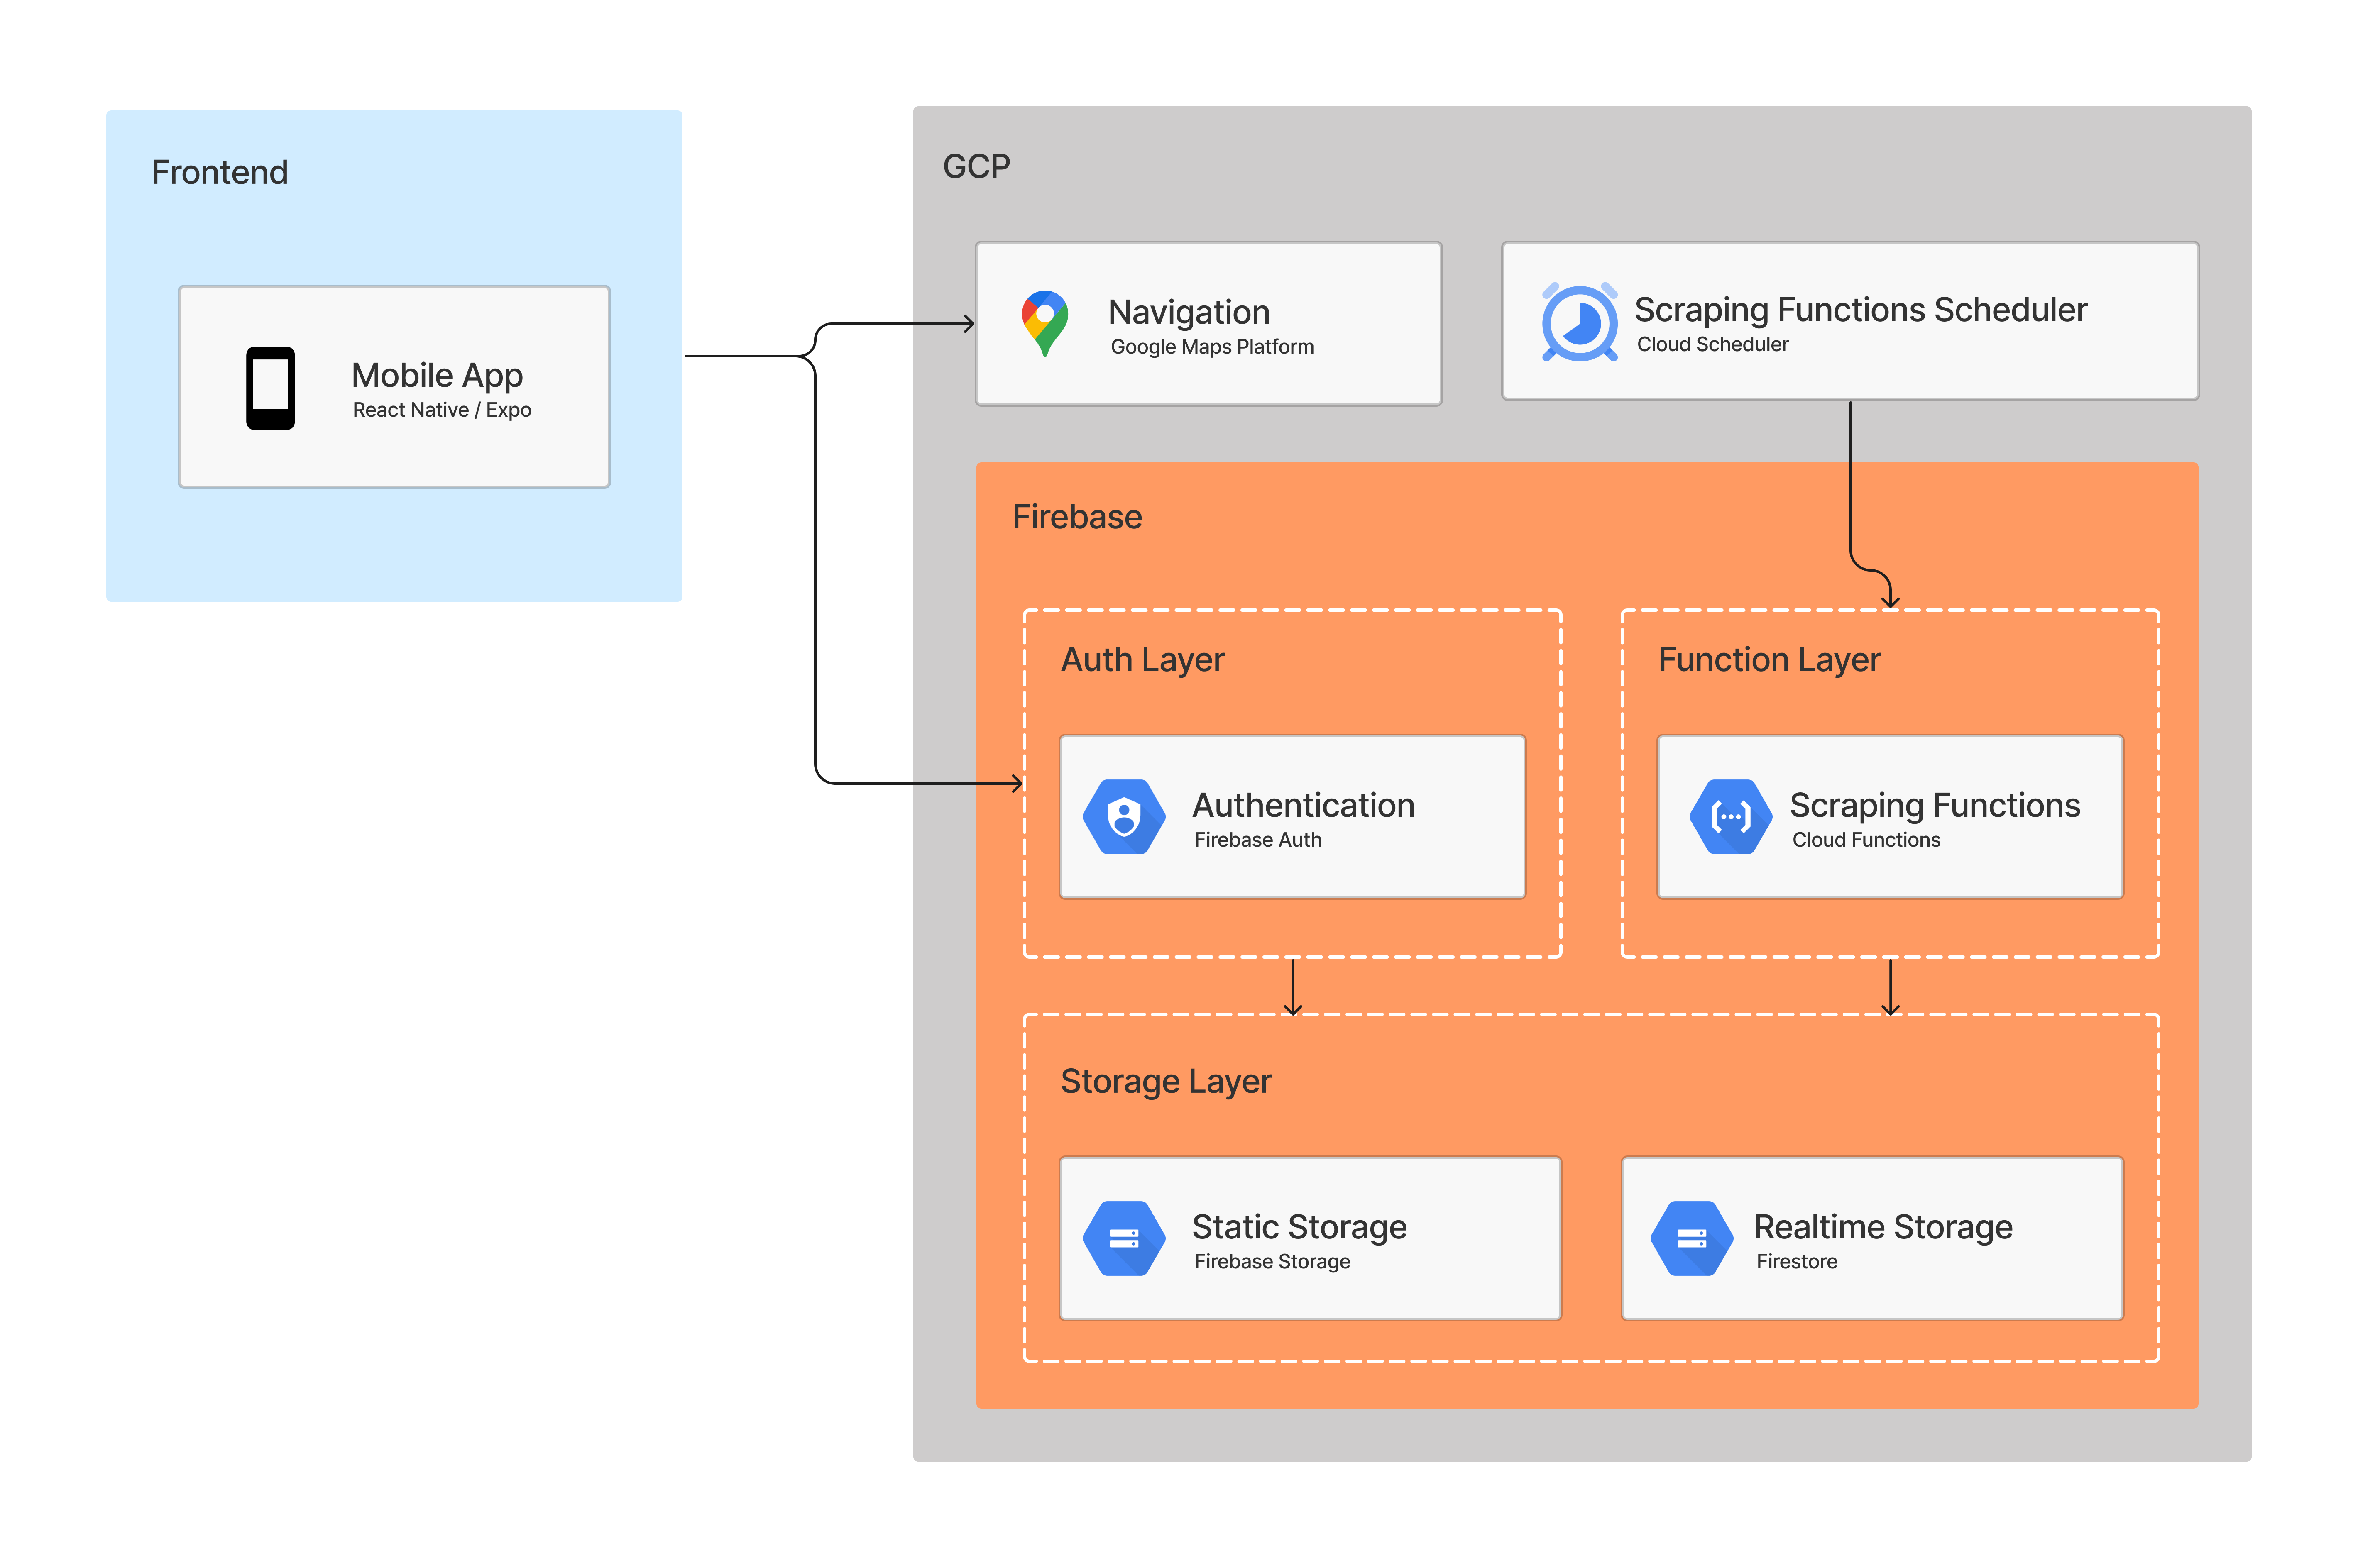 Frontend
Mobile App
React Native / Expo
GCP
Navigation
Google Maps Platform
Scraping Functions Scheduler
Cloud Scheduler
Firebase
Auth Layer
Authentication
Firebase Auth
Function Layer
Scraping Functions
Cloud Functions
Storage Layer
Static Storage
Firebase Storage
Realtime Storage
Firestore